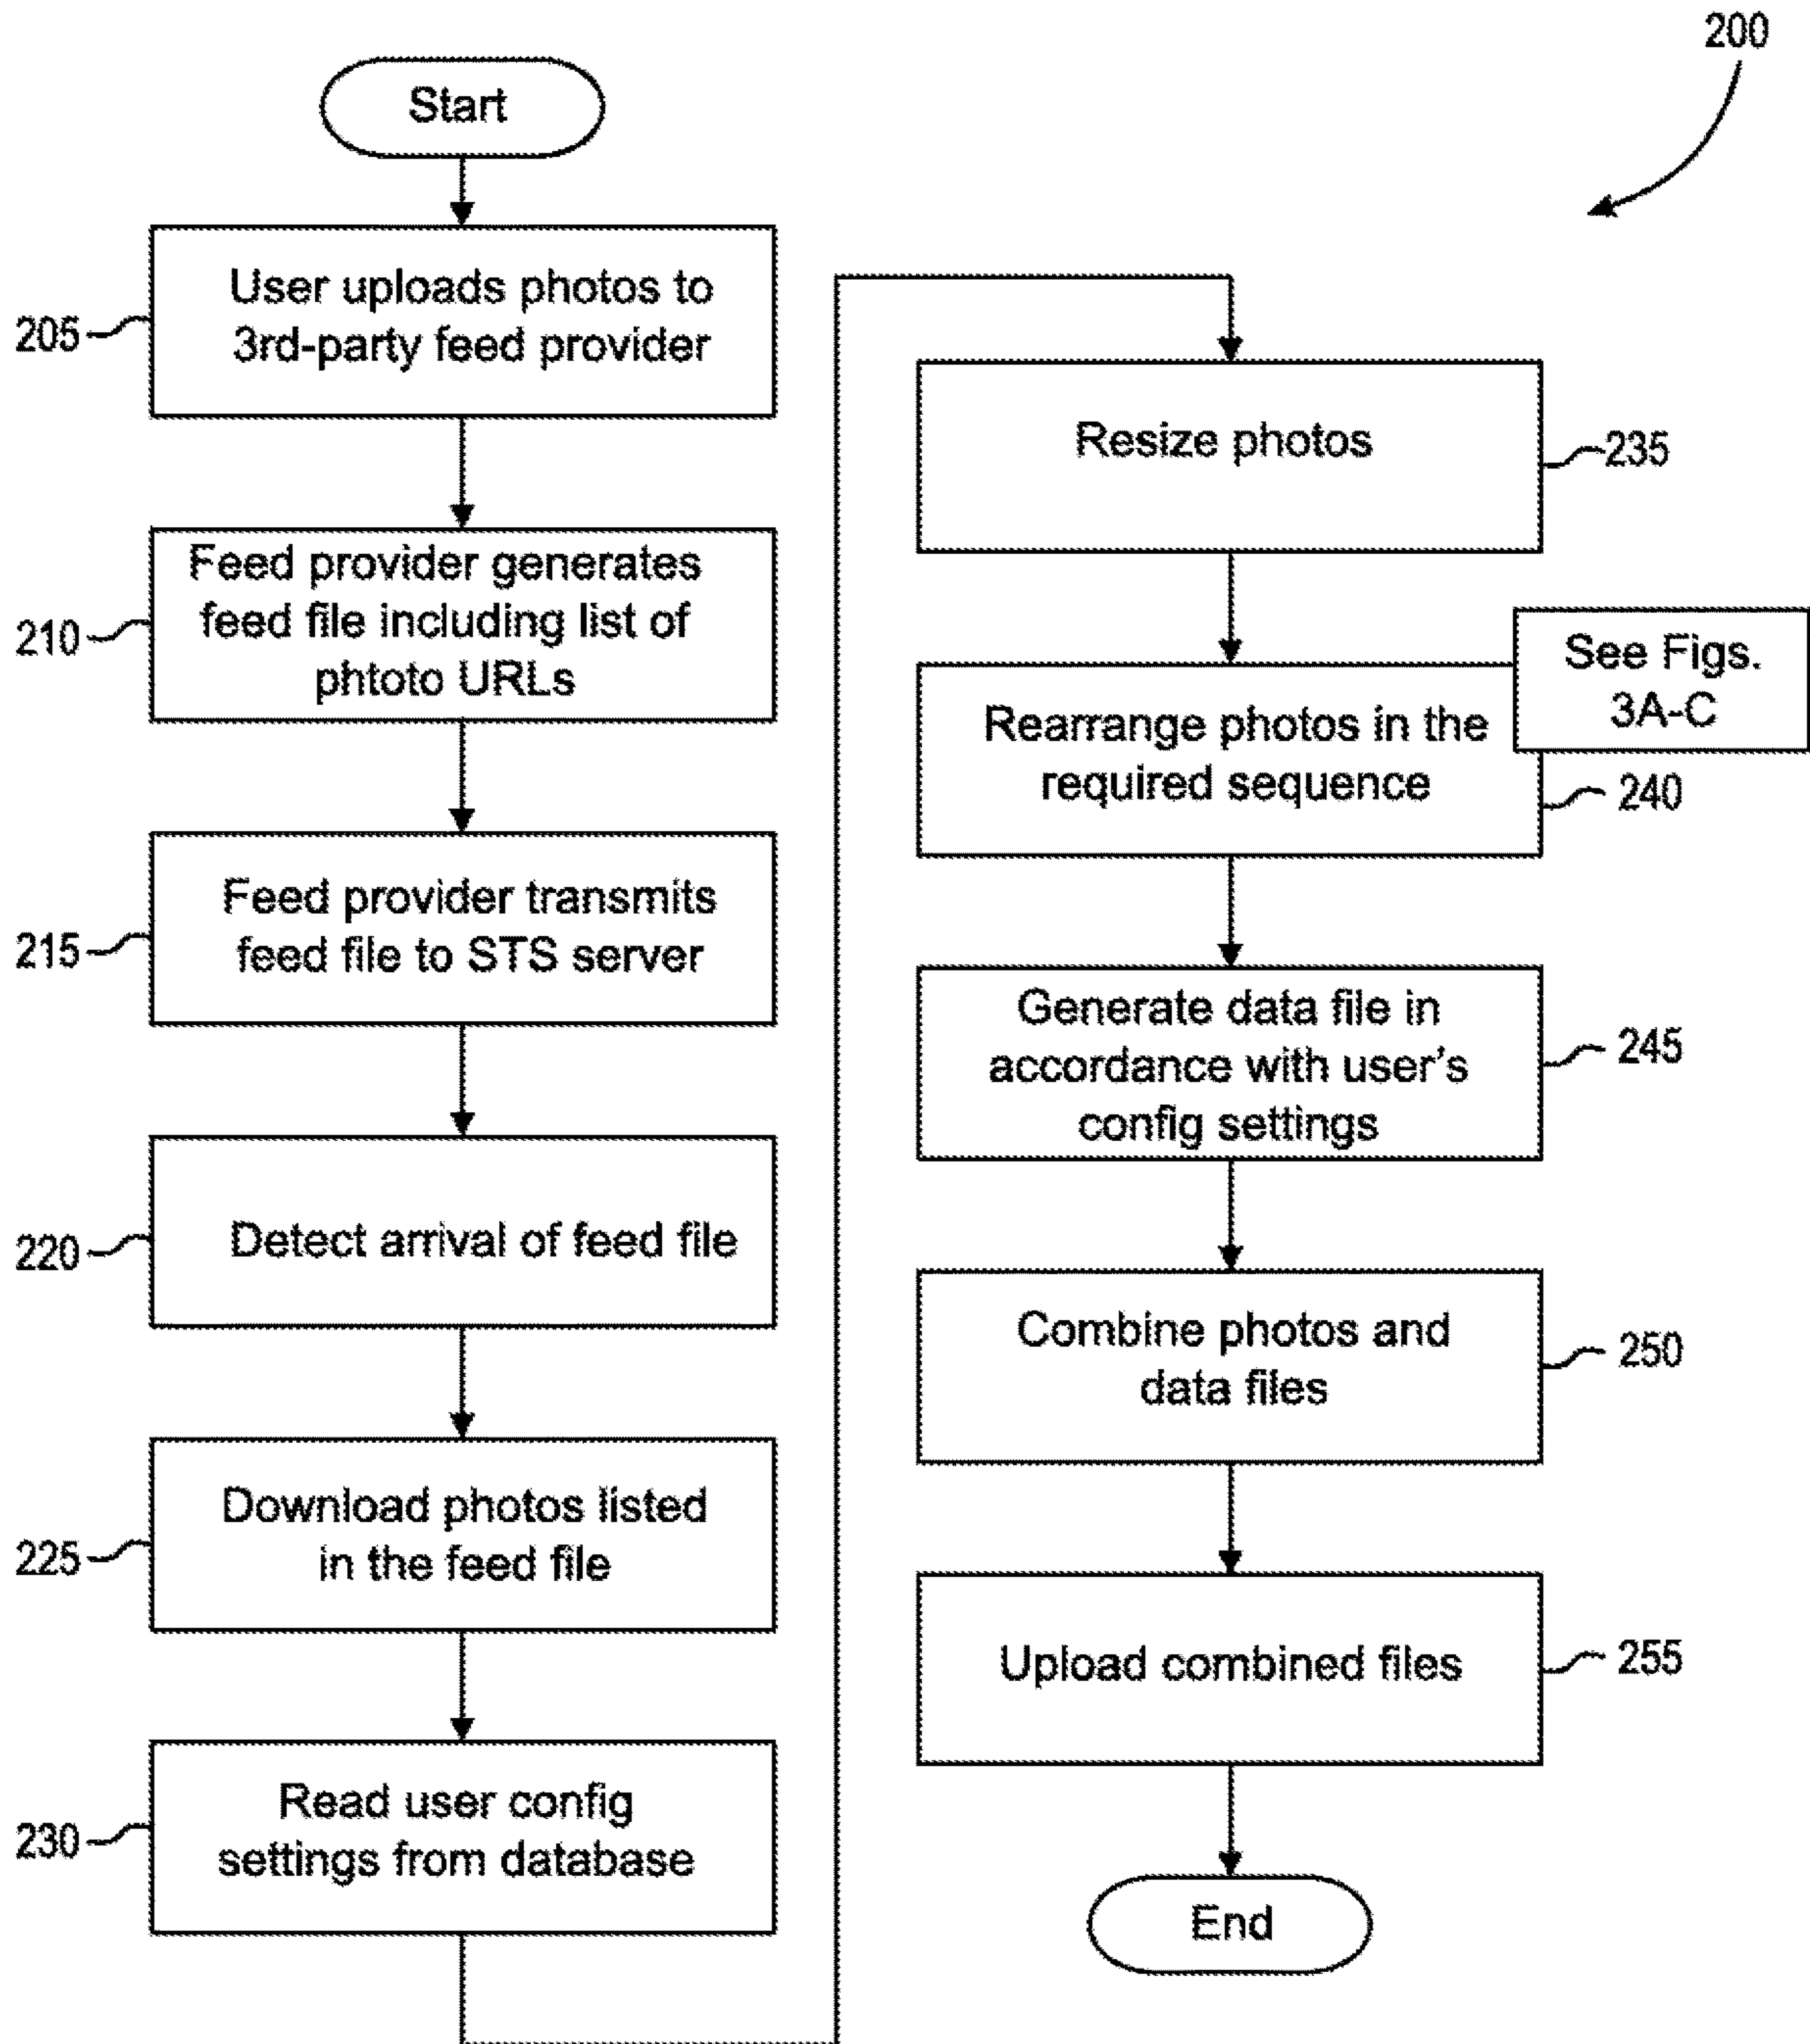 200
Start
User uploads photos to
3rd-party feed provider
205
Feed provider generates
feed file including list of
phtoto URLs
210
Feed provider transmits
feed file to STS server
215
Detect arrival of feed file
220
Download photos listed
in the feed file
225
Read user config
settings from database
230
Resize photos
235
See Figs.
3A-C
Rearrange photos in the
required sequence
240
Generate data file in
accordance with user's
config settings
245
Combine photos and
data files
250
Upload combined files
255
End